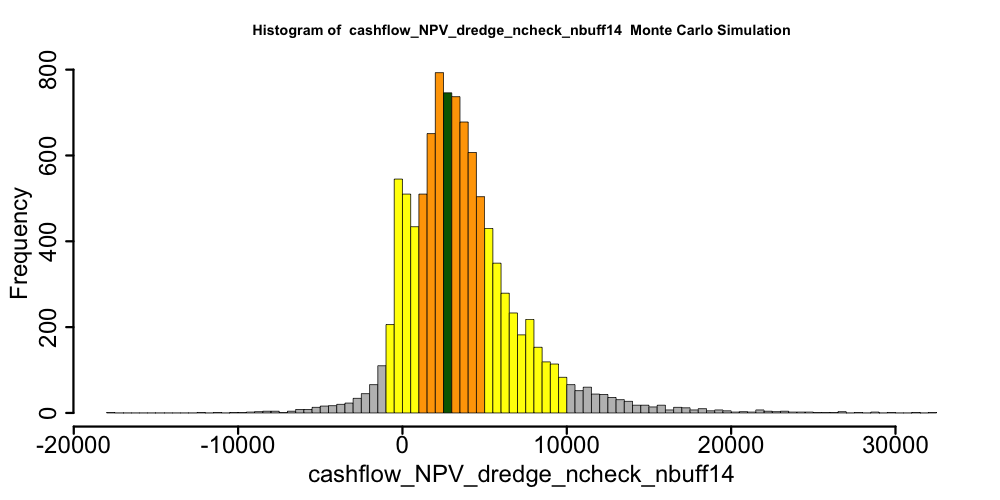 Histogram of  cashflow_NPV_dredge_ncheck_nbuff14  Monte Carlo Simulation
800
600
400
200
0
Frequency
-20000 -10000 0 10000 20000 30000
cashflow_NPV_dredge_ncheck_nbuff14